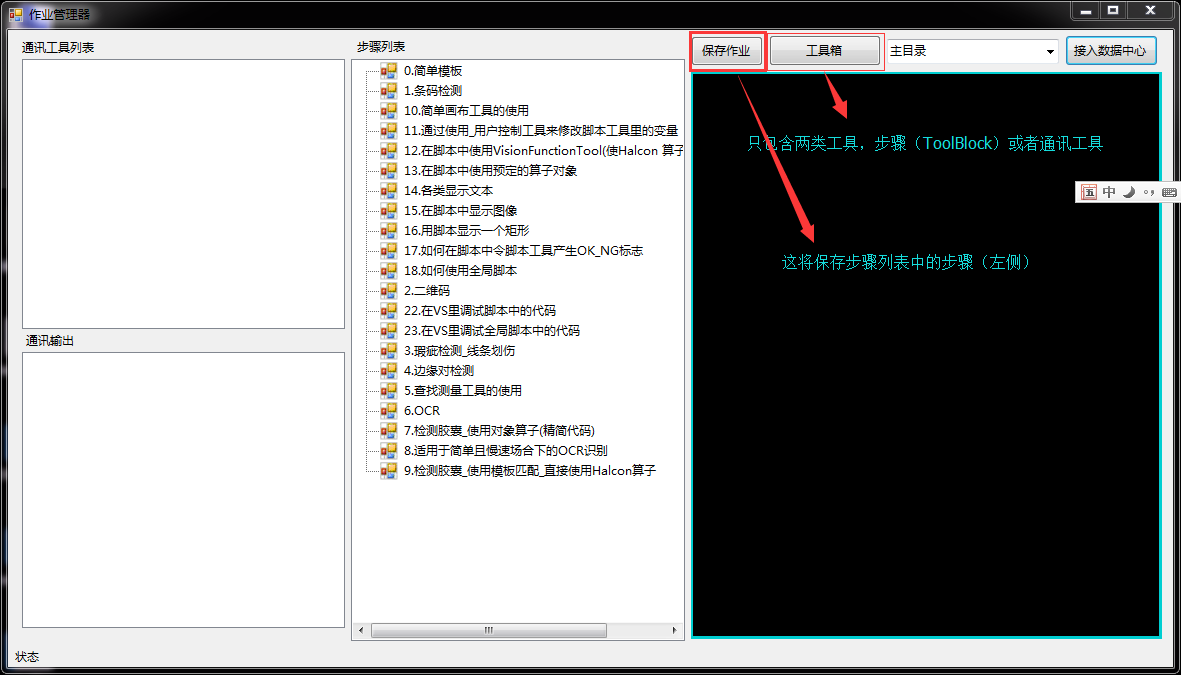 作业管理器
通讯工具列表
步骤列表
保存作业
工具箱
主目录
接入数据中心
0.简单模板
1.条码检测
10.简单画布工具的使用
11.通过使用_用户控制工具来修改脚本工具里的变量
12.在脚本中使用VisionFunctionTool(使Halcon 算子
13.在脚本中使用预定的算子对象
14.各类显示文本
15.在脚本中显示图像
16.用脚本显示一个矩形
17.如何在脚本中令脚本工具产生OK_NG标志
18.如何使用全局脚本
2.二维码
22.在VS里调试脚本中的代码
23.在VS里调试全局脚本中的代码
3.瑕疵检测_线条划伤
4.边缘对检测
5.查找测量工具的使用
6.OCR
7.检测胶囊_使用对象算子(精简代码)
8.适用于简单且慢速场合下的OCR识别
9.检测胶囊_使用模板匹配_直接使用Halcon算子
只包含两类工具，步骤（ToolBlock）或者通讯工具
五 中
这将保存步骤列表中的步骤（左侧）
通讯输出
状态